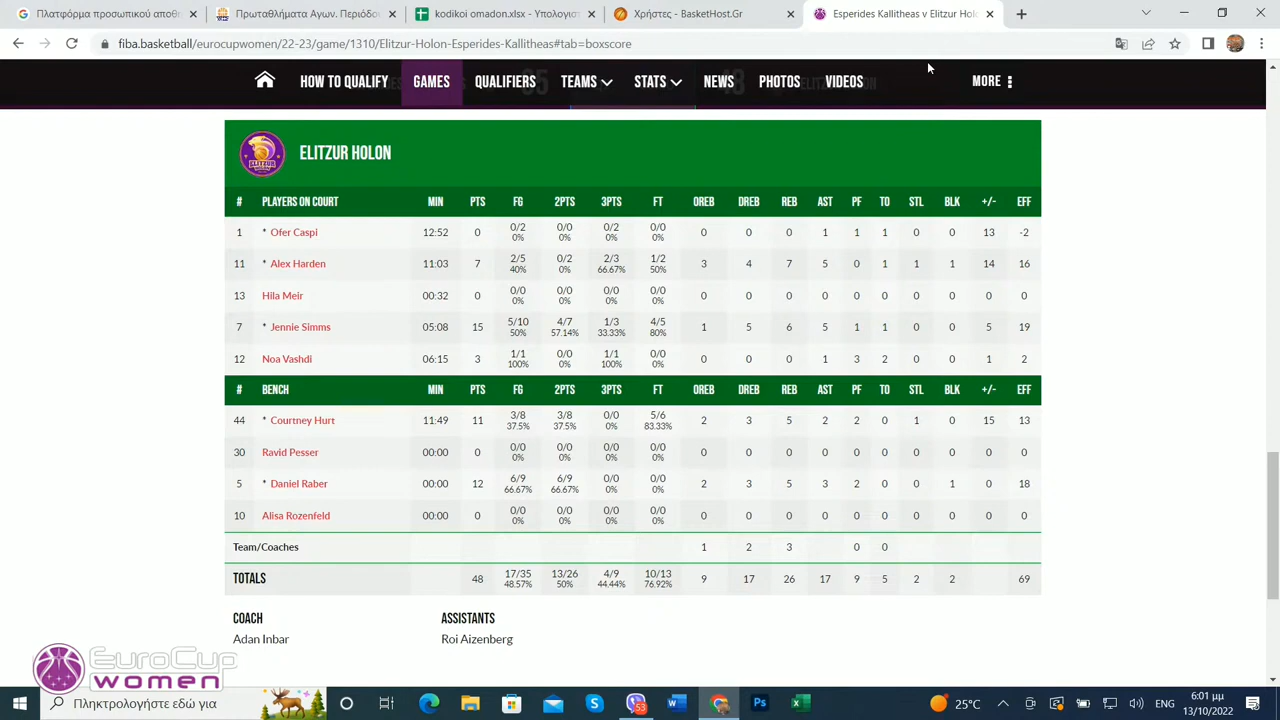 Πλατφόρμα προσωπικού αποθη
Πρωταθλήματα Αγων. Περιόδο
kodikoi omadon.xlsx - Υπολογιστ
Χρήστες - BasketHost.Gr
Esperides Kallitheas v Elitzur Hol
fiba.basketball/eurocupwomen/22-23/game/1310/Elitzur-Holon-Esperides-Kallitheas#tab=boxscore
HOW TO QUALIFY GAMES QUALIFIERS TEAMS STATS NEWS PHOTOS VIDEOS MORE
ELITZUR
ELITZUR HOLON
# PLAYERS ON COURT MIN PTS FG 2PTS 3PTS FT OREB DREB REB AST PF TO STL BLK +/- EFF
1 * Ofer Caspi 12:52 0 0/2 0% 0/0 0% 0/2 0% 0/0 0% 0 0 0 1 1 1 0 0 13 -2
11 * Alex Harden 11:03 7 2/5 40% 0/2 0% 2/3 66.67% 1/2 50% 3 4 7 5 0 1 1 1 14 16
13 Hila Meir 00:32 0 0/0 0% 0/0 0% 0/0 0% 0/0 0% 0 0 0 0 0 0 0 0 0 0
7 * Jennie Simms 05:08 15 5/10 50% 4/7 57.14% 1/3 33.33% 4/5 80% 1 5 6 5 1 1 0 0 5 19
12 Noa Vashdi 06:15 3 1/1 100% 0/0 0% 1/1 100% 0/0 0% 0 0 0 1 3 2 0 0 1 2
# BENCH MIN PTS FG 2PTS 3PTS FT OREB DREB REB AST PF TO STL BLK +/- EFF
44 * Courtney Hurt 11:49 11 3/8 37.5% 3/8 37.5% 0/0 0% 5/6 83.33% 2 3 5 2 2 0 1 0 15 13
30 Ravid Pesser 00:00 0 0/0 0% 0/0 0% 0/0 0% 0/0 0% 0 0 0 0 0 0 0 0 0 0
5 * Daniel Raber 00:00 12 6/9 66.67% 6/9 66.67% 0/0 0% 0/0 0% 2 3 5 3 2 0 0 1 0 18
10 Alisa Rozenfeld 00:00 0 0/0 0% 0/0 0% 0/0 0% 0/0 0% 0 0 0 0 0 0 0 0 0 0
Team/Coaches 1 2 3 0 0
TOTALS 48 17/35 48.57% 13/26 50% 4/9 44.44% 10/13 76.92% 9 17 26 17 9 5 2 2 69
COACH ASSISTANTS
Adan Inbar Roi Aizenberg
EuroCup
women
Πληκτρολογήστε εδώ για
53
25°C
ENG
6:01 μμ
13/10/2022